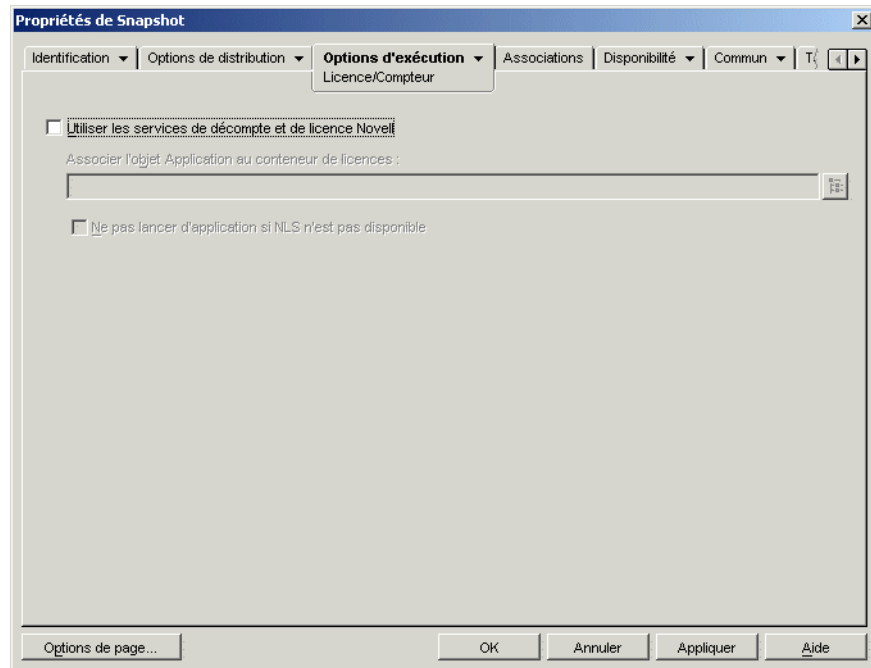 Propriétés de Snapshot
Identification Options de distribution Options d'exécution Associations Disponibilité Commun
Licence/Compteur
Utiliser les services de décompte et de licence Novell
Associer l'objet Application au conteneur de licences :
Ne pas lancer d'application si NLS n'est pas disponible
Options de page... OK Annuler Appliquer Aide